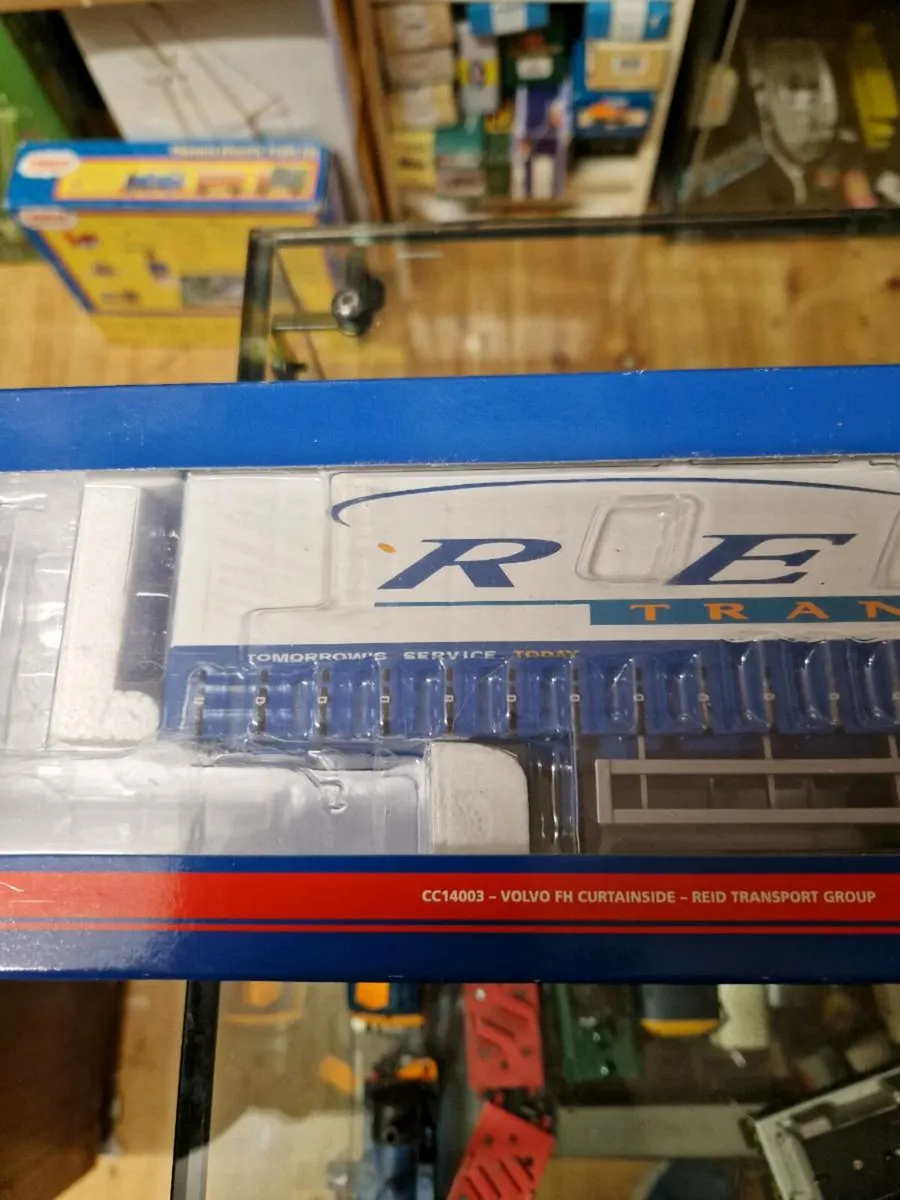 R E
TRAN
TOMORROW'S SERVICE TODAY
CC14003 – VOLVO FH CURTAINSIDE – REID TRANSPORT GROUP